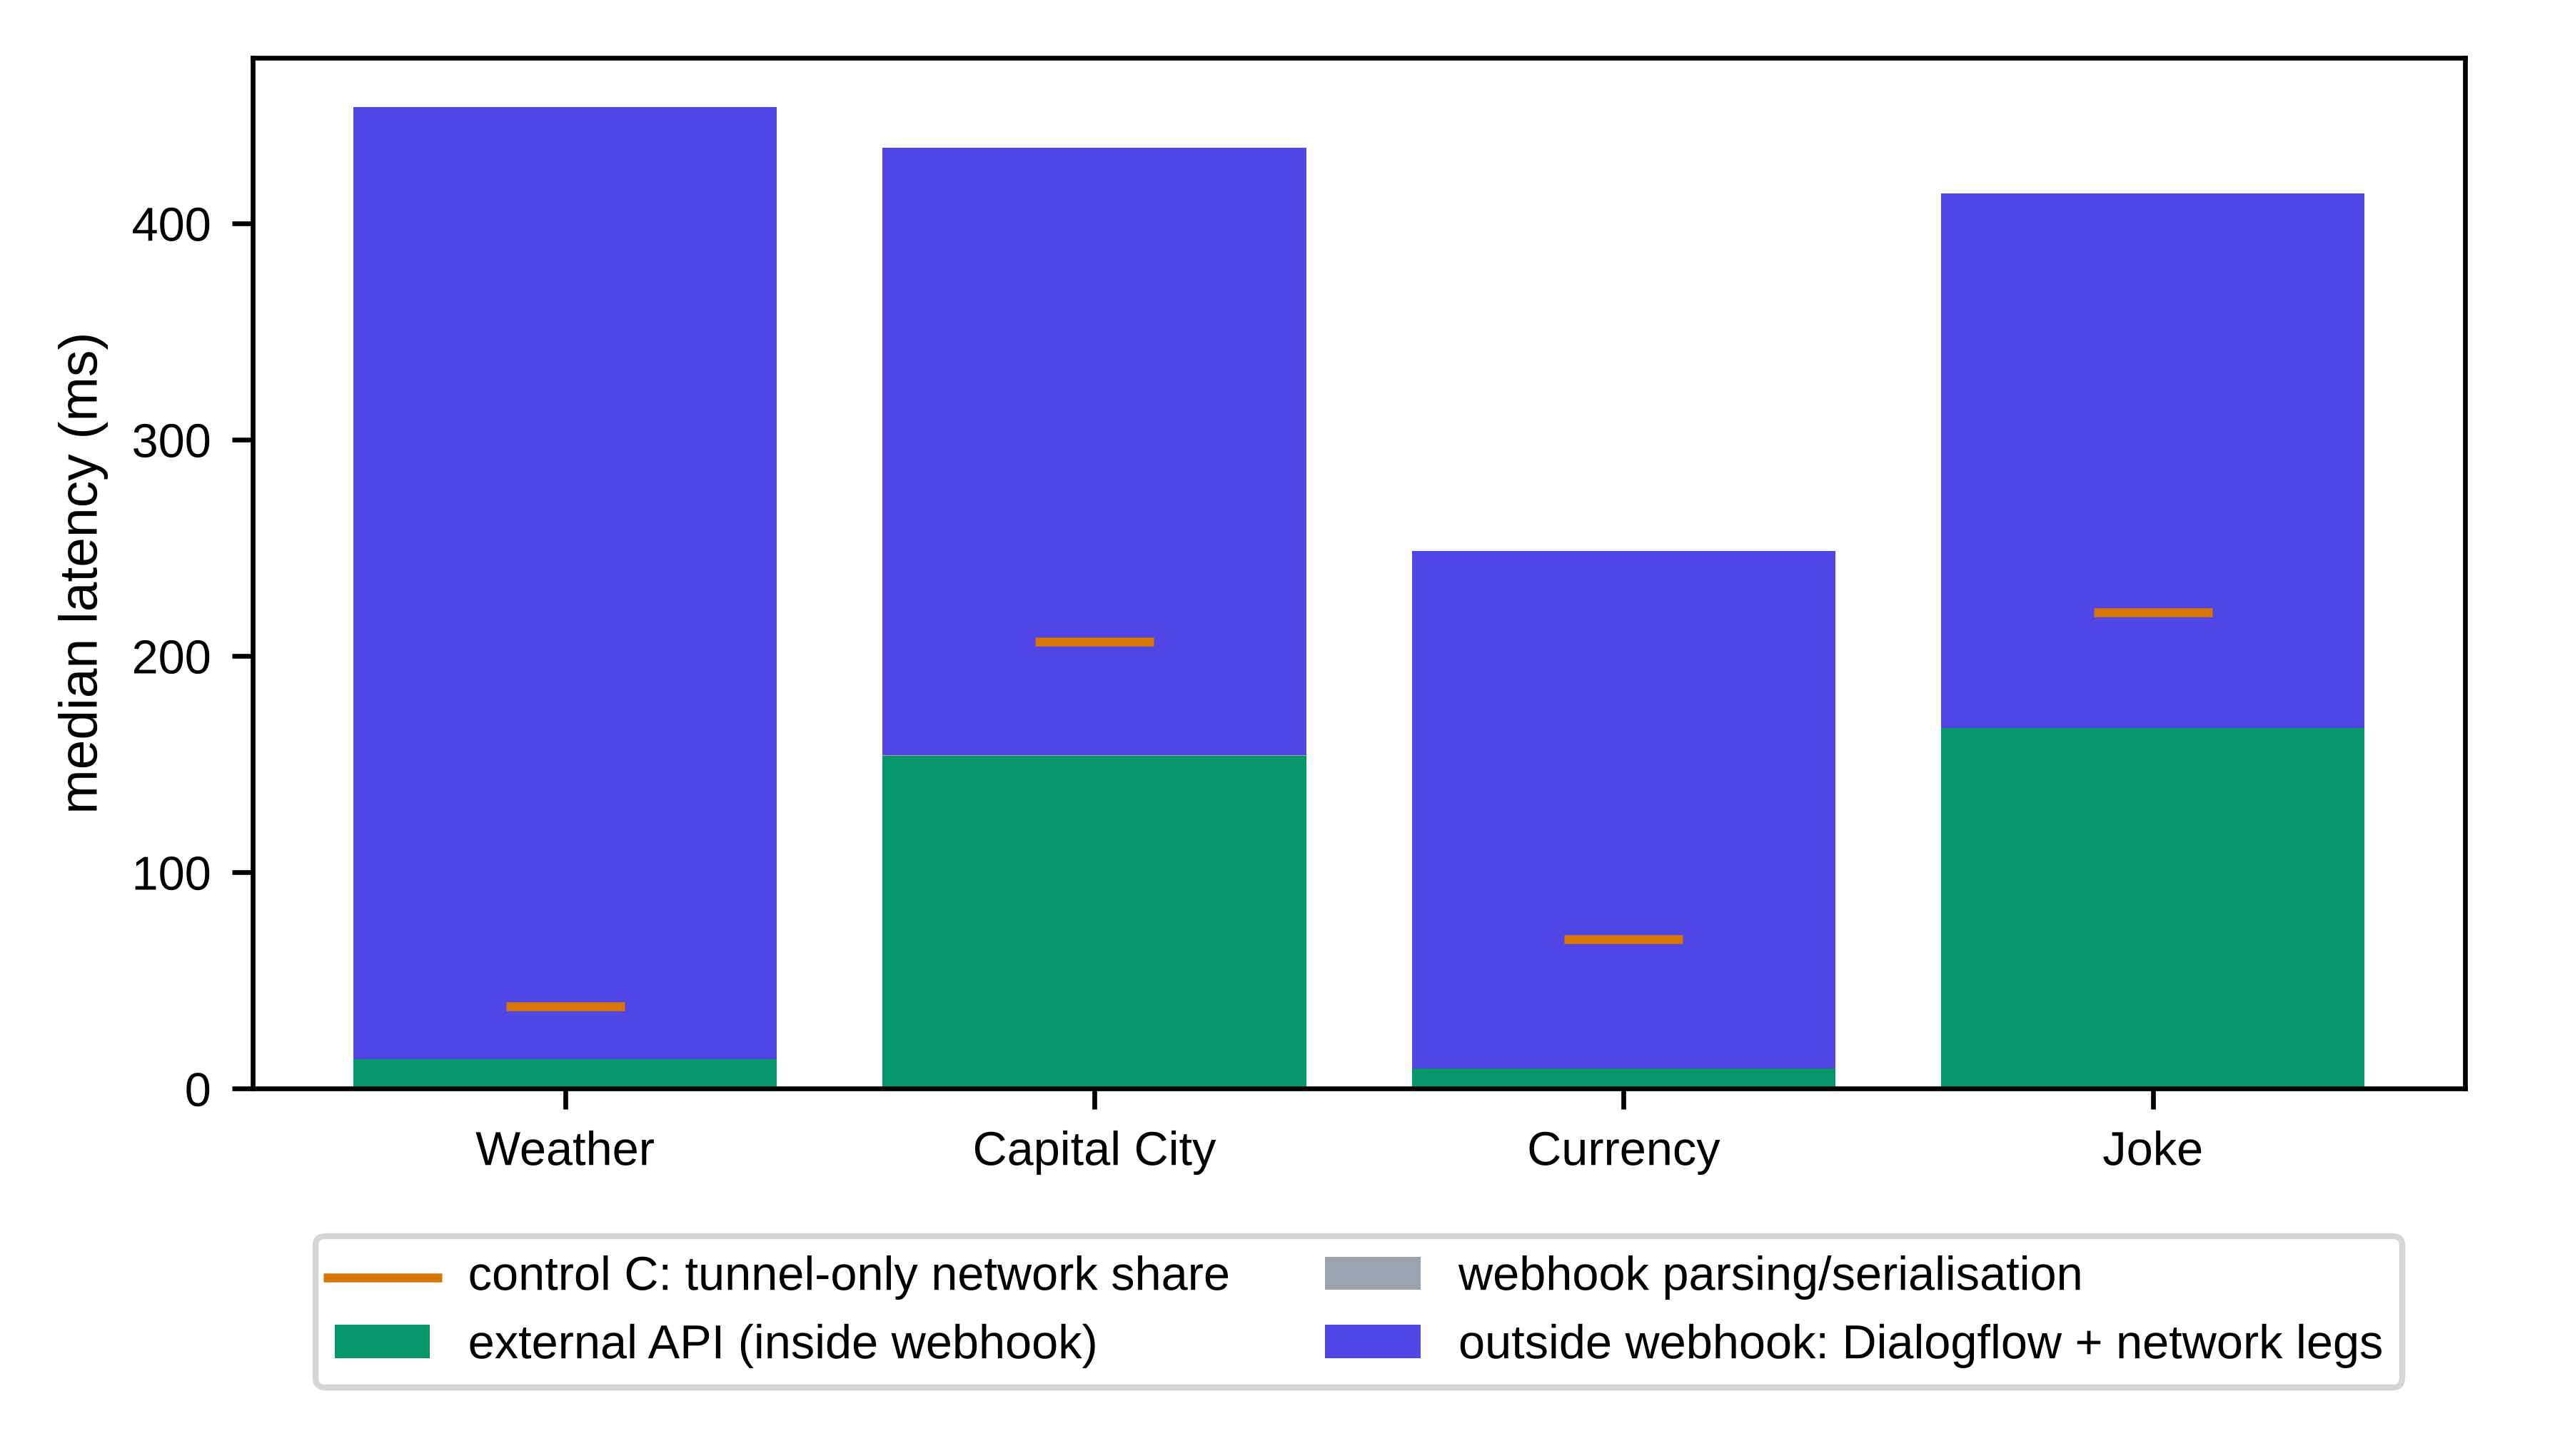 median latency (ms)
400
300
200
100
0
Weather
Capital City
Currency
Joke
control C: tunnel-only network share
external API (inside webhook)
webhook parsing/serialisation
outside webhook: Dialogflow + network legs